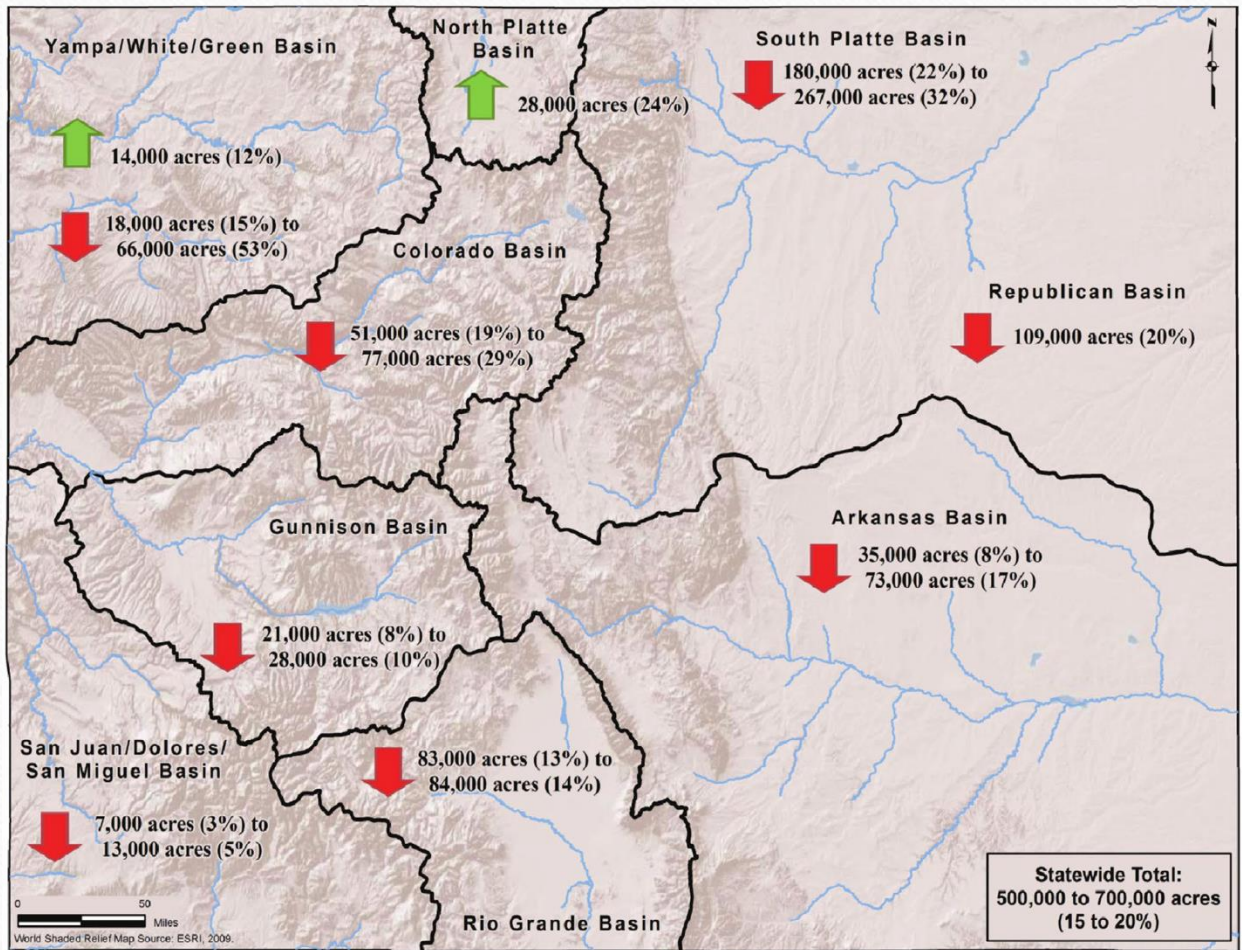 Yampa/White/Green Basin
14,000 acres (12%)
18,000 acres (15%) to
66,000 acres (53%)
North Platte
Basin
28,000 acres (24%)
South Platte Basin
180,000 acres (22%) to
267,000 acres (32%)
N
Colorado Basin
51,000 acres (19%) to
77,000 acres (29%)
Republican Basin
109,000 acres (20%)
Gunnison Basin
21,000 acres (8%) to
28,000 acres (10%)
Arkansas Basin
35,000 acres (8%) to
73,000 acres (17%)
San Juan/Dolores/
San Miguel Basin
7,000 acres (3%) to
13,000 acres (5%)
83,000 acres (13%) to
84,000 acres (14%)
Rio Grande Basin
Statewide Total:
500,000 to 700,000 acres
(15 to 20%)
0 50
Miles
World Shaded Relief Map Source: ESRI, 2009.